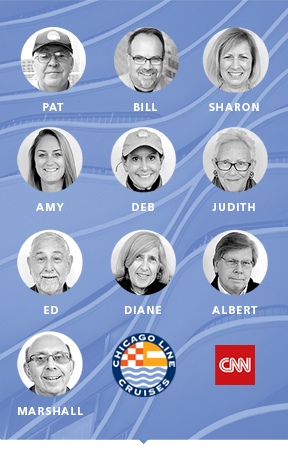 PAT BILL SHARON
AMY DEB JUDITH
ED DIANE ALBERT
CHICAGO LINE
CRUISES
CNN
MARSHALL